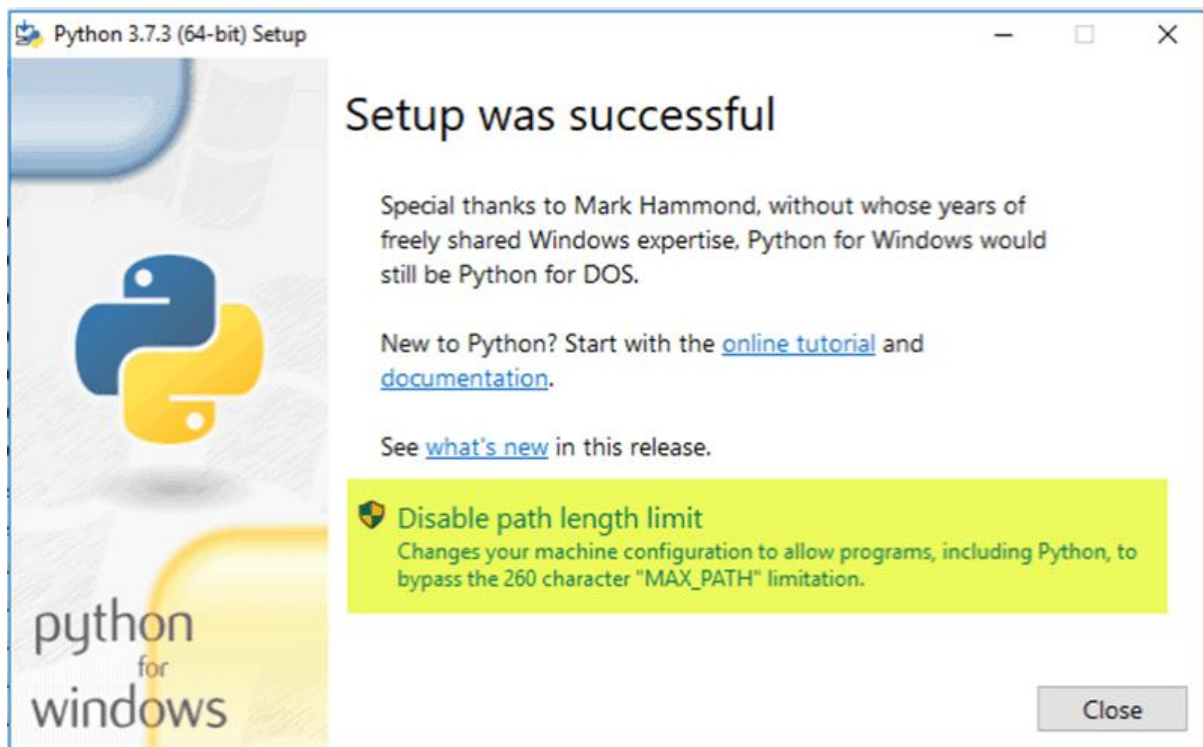 Python 3.7.3 (64-bit) Setup
Setup was successful
Special thanks to Mark Hammond, without whose years of
freely shared Windows expertise, Python for Windows would
still be Python for DOS.
New to Python? Start with the online tutorial and
documentation.
See what's new in this release.
Disable path length limit
Changes your machine configuration to allow programs, including Python, to
bypass the 260 character "MAX_PATH" limitation.
python
for
windows
Close